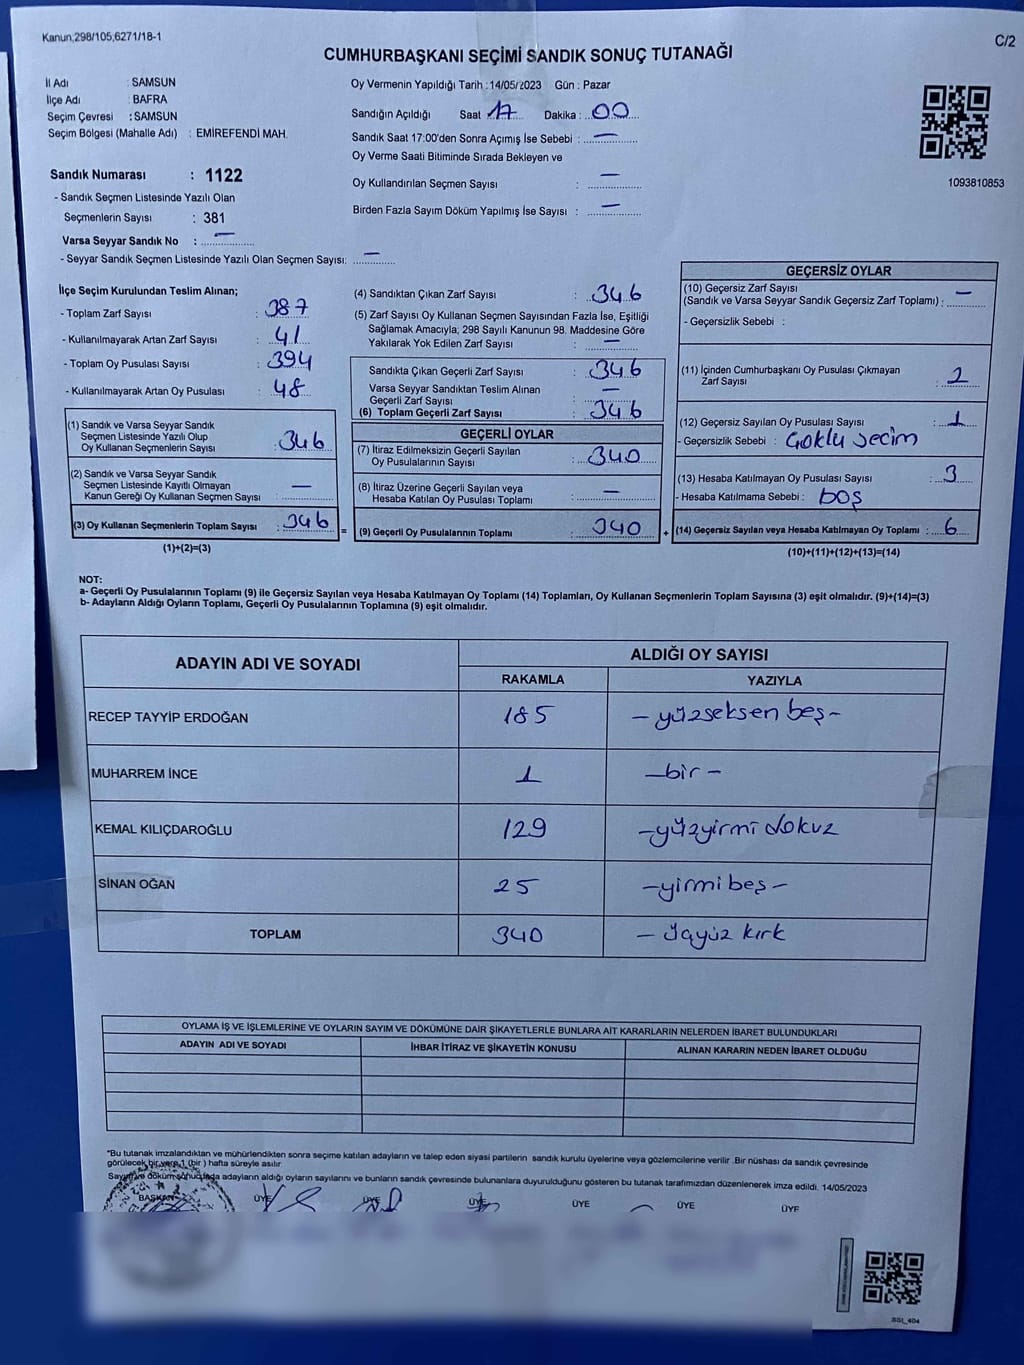 Kanun;298/105,6271/18-1
C/2
CUMHURBAŞKANI SEÇİMİ SANDIK SONUÇ TUTANAĞI
İl Adı : SAMSUN
İlçe Adı : BAFRA
Seçim Çevresi : SAMSUN
Seçim Bölgesi (Mahalle Adı) : EMİREFENDİ MAH.
Sandık Numarası : 1122
- Sandık Seçmen Listesinde Yazılı Olan
Seçmenlerin Sayısı : 381
Varsa Seyyar Sandık No : —
- Seyyar Sandık Seçmen Listesinde Yazılı Olan Seçmen Sayısı: —
Oy Vermenin Yapıldığı Tarih :14/05/2023 Gün : Pazar
Sandığın Açıldığı Saat 17 Dakika : 00
Sandık Saat 17:00'den Sonra Açımış İse Sebebi : —
Oy Verme Saati Bitiminde Sırada Bekleyen ve
Oy Kullandırılan Seçmen Sayısı : —
Birden Fazla Sayım Döküm Yapılmış İse Sayısı : —
1093810853
İlçe Seçim Kurulundan Teslim Alınan;
- Toplam Zarf Sayısı : 387
- Kullanılmayarak Artan Zarf Sayısı : 41
- Toplam Oy Pusulası Sayısı : 394
- Kullanılmayarak Artan Oy Pusulası : 48
(1) Sandık ve Varsa Seyyar Sandık
Seçmen Listesinde Yazılı Olup
Oy Kullanan Seçmenlerin Sayısı : 346
(2) Sandık ve Varsa Seyyar Sandık
Seçmen Listesinde Kayıtlı Olmayan
Kanun Gereği Oy Kullanan Seçmen Sayısı : —
(3) Oy Kullanan Seçmenlerin Toplam Sayısı : 346
(1)+(2)=(3)
(4) Sandıktan Çıkan Zarf Sayısı : 346
(5) Zarf Sayısı Oy Kullanan Seçmen Sayısından Fazla İse, Eşitliği
Sağlamak Amacıyla; 298 Sayılı Kanunun 98. Maddesine Göre
Yakılarak Yok Edilen Zarf Sayısı : —
Sandıkta Çıkan Geçerli Zarf Sayısı : 346
Varsa Seyyar Sandıktan Teslim Alınan
Geçerli Zarf Sayısı : —
(6) Toplam Geçerli Zarf Sayısı : 346
GEÇERLİ OYLAR
(7) İtiraz Edilmeksizin Geçerli Sayılan
Oy Pusulalarının Sayısı : 340
(8) İtiraz Üzerine Geçerli Sayılan veya
Hesaba Katılan Oy Pusulaları Toplamı : —
= (9) Geçerli Oy Pusulalarının Toplamı : 340
GEÇERSİZ OYLAR
(10) Geçersiz Zarf Sayısı
(Sandık ve Varsa Seyyar Sandık Geçersiz Zarf Toplamı) : —
- Geçersizlik Sebebi :
(11) İçinden Cumhurbaşkanı Oy Pusulası Çıkmayan
Zarf Sayısı : 2
(12) Geçersiz Sayılan Oy Pusulası Sayısı : 1
- Geçersizlik Sebebi : Çoklu Secim
(13) Hesaba Katılmayan Oy Pusulası Sayısı : 3
- Hesaba Katılmama Sebebi : boş
+ (14) Geçersiz Sayılan veya Hesaba Katılmayan Oy Toplamı : 6
(10)+(11)+(12)+(13)=(14)
NOT:
a- Geçerli Oy Pusulalarının Toplamı (9) ile Geçersiz Sayılan veya Hesaba Katılmayan Oy Toplamı (14) Toplamları, Oy Kullanan Seçmenlerin Toplam Sayısına (3) eşit olmalıdır. (9)+(14)=(3)
b- Adayların Aldığı Oyların Toplamı, Geçerli Oy Pusulalarının Toplamına (9) eşit olmalıdır.
ADAYIN ADI VE SOYADI
ALDIĞI OY SAYISI
RAKAMLA YAZIYLA
RECEP TAYYİP ERDOĞAN 185 -yüzseksen beş-
MUHARREM İNCE 1 -bir-
KEMAL KILIÇDAROĞLU 129 -yüzyirmi dokuz
SİNAN OĞAN 25 -yirmi beş-
TOPLAM 340 - üçyüz kırk
OYLAMA İŞ VE İŞLEMLERİNE VE OYLARIN SAYIM VE DÖKÜMÜNE DAİR ŞİKAYETLERLE BUNLARA AİT KARARLARIN NELERDEN İBARET BULUNDUKLARI
ADAYIN ADI VE SOYADI İHBAR İTİRAZ VE ŞİKAYETİN KONUSU ALINAN KARARIN NEDEN İBARET OLDUĞU
"Bu tutanak imzalandıktan ve mühürlendikten sonra seçime katılan adayların ve talep eden siyasi partilerin sandık kurulu üyelerine veya gözlemcilerine verilir .Bir nüshası da sandık çevresinde
görülecek bir yere 1 (bir ) hafta süreyle asılır
Sayım ve döküm sonucunda adayların aldığı oyların sayılarını ve bunların sandık çevresinde bulunanlara duyurulduğunu gösteren bu tutanak tarafımızdan düzenlenerek imza edildi. 14/05/2023
BAŞKAN ÜYE ÜYE ÜYE ÜYE ÜYE ÜYE
SSI_404